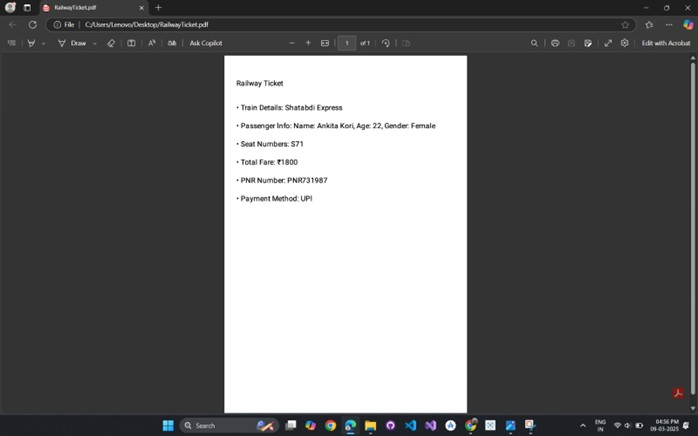 RailwayTicket.pdf
File | C:/Users/Lenovo/Desktop/RailwayTicket.pdf
Draw Ask Copilot 1 of 1 Edit with Acrobat
Railway Ticket
• Train Details: Shatabdi Express
• Passenger Info: Name: Ankita Kori, Age: 22, Gender: Female
• Seat Numbers: S71
• Total Fare: ₹1800
• PNR Number: PNR731987
• Payment Method: UPI
Search
ENG
IN
04:56 PM
09-03-2025